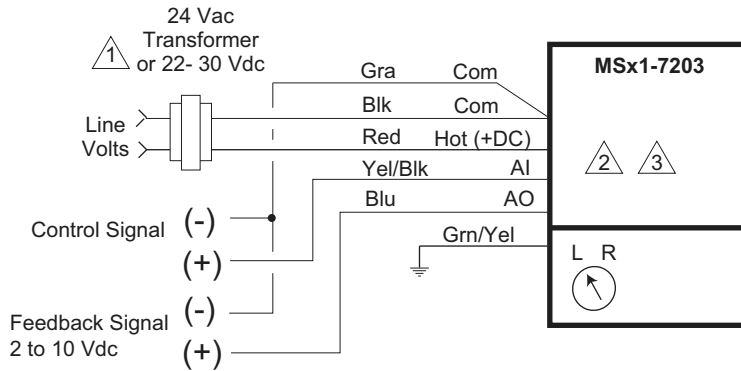 24 Vac
Transformer
or 22- 30 Vdc
1
Gra Com
MSx1-7203
Blk Com
Line
Volts
Red Hot (+DC)
2 3
Yel/Blk AI
Blu AO
Control Signal (-)
(+)
Grn/Yel
L R
Feedback Signal (-)
2 to 10 Vdc (+)